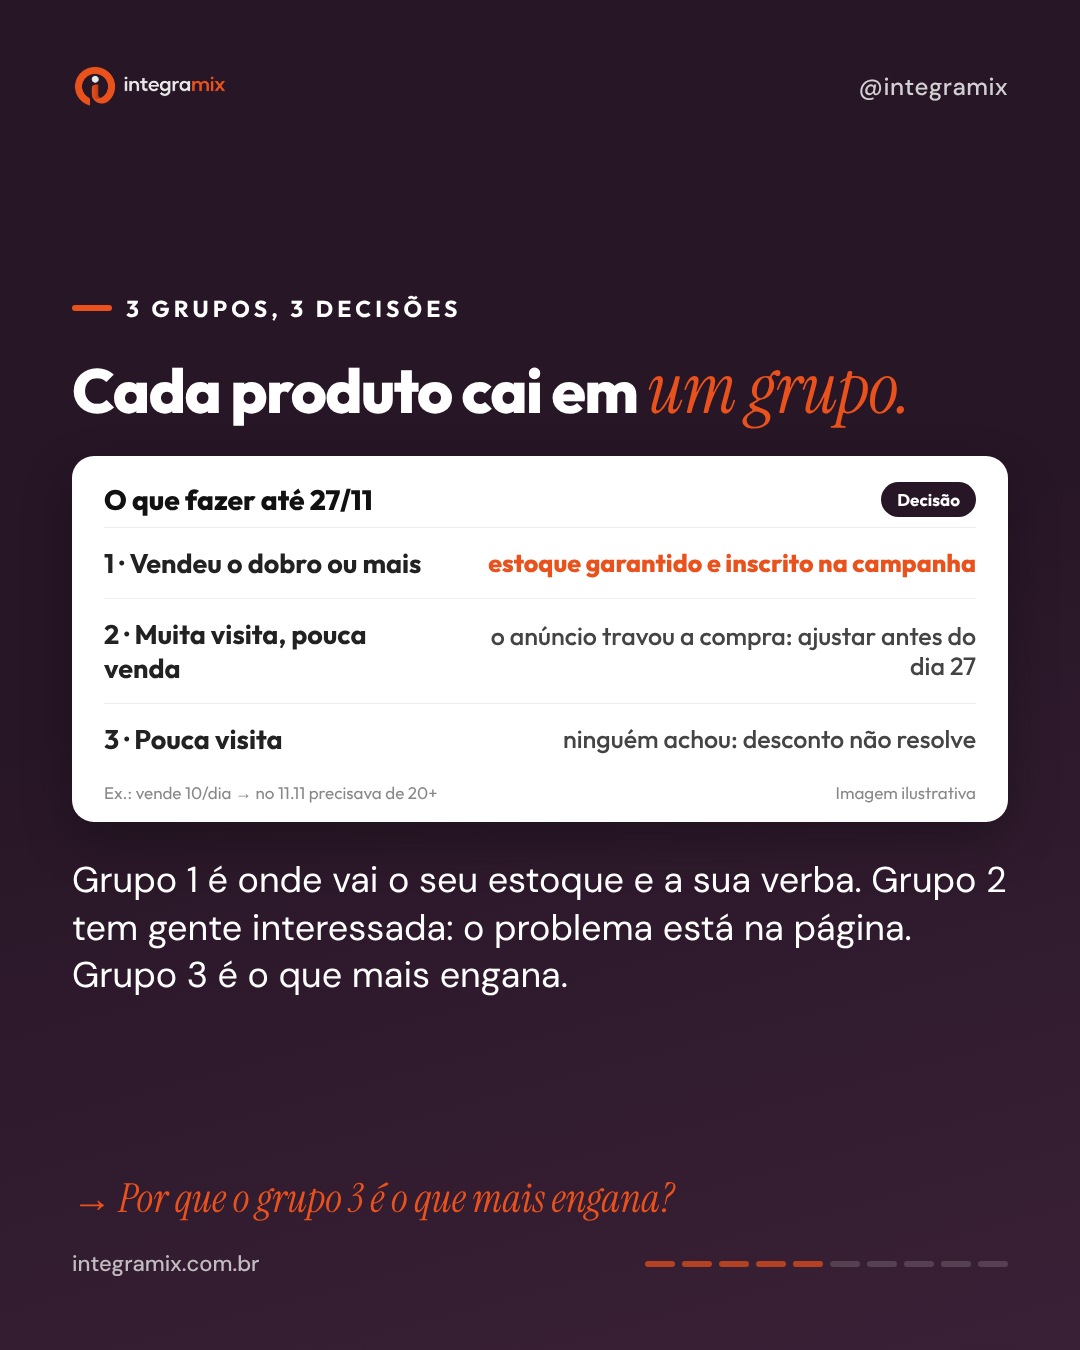 integramix
@integramix
3 GRUPOS, 3 DECISÕES
Cada produto cai em um grupo.
O que fazer até 27/11
Decisão
1 · Vendeu o dobro ou mais
estoque garantido e inscrito na campanha
2 · Muita visita, pouca
venda
o anúncio travou a compra: ajustar antes do
dia 27
3 · Pouca visita
ninguém achou: desconto não resolve
Ex.: vende 10/dia → no 11.11 precisava de 20+
Imagem ilustrativa
Grupo 1 é onde vai o seu estoque e a sua verba. Grupo 2
tem gente interessada: o problema está na página.
Grupo 3 é o que mais engana.
→ Por que o grupo 3 é o que mais engana?
integramix.com.br